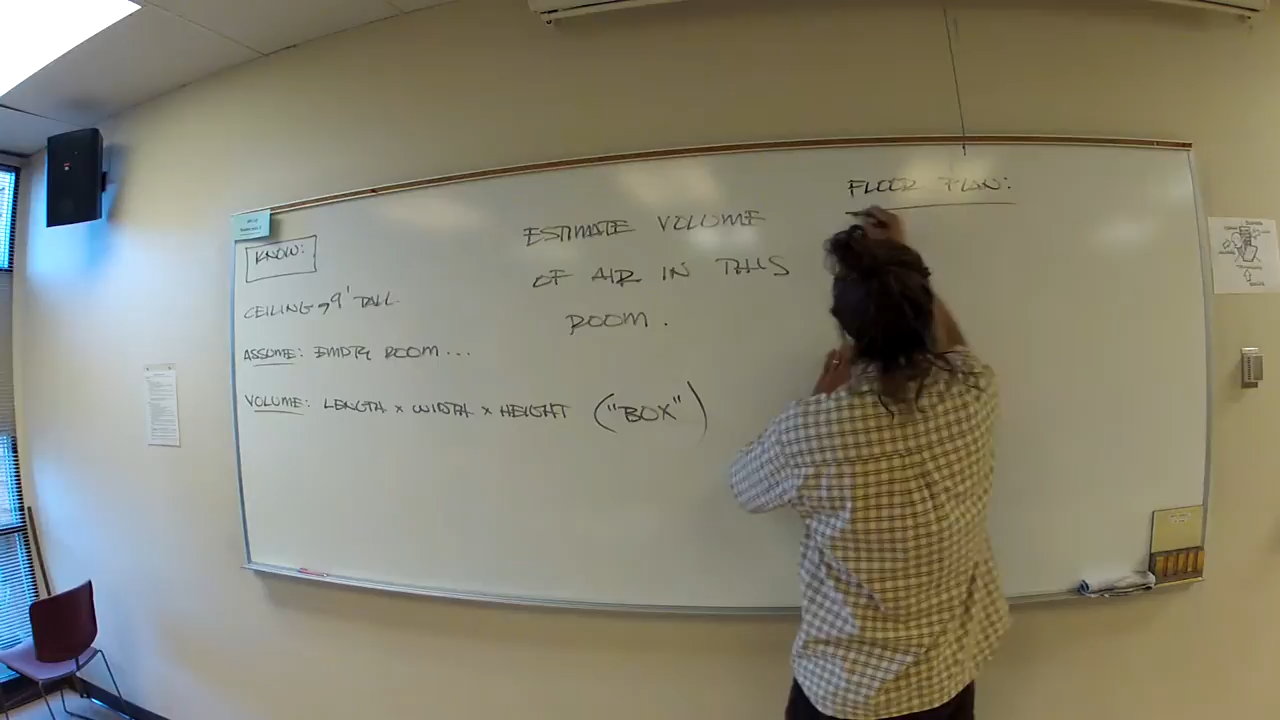 KNOW:
CEILING → 9' TALL.
ASSUME: EMPTY ROOM...
VOLUME: LENGTH x WIDTH x HEIGHT ("BOX")
ESTIMATE VOLUME
OF AIR IN THIS
ROOM.
FLOOR PLAN: